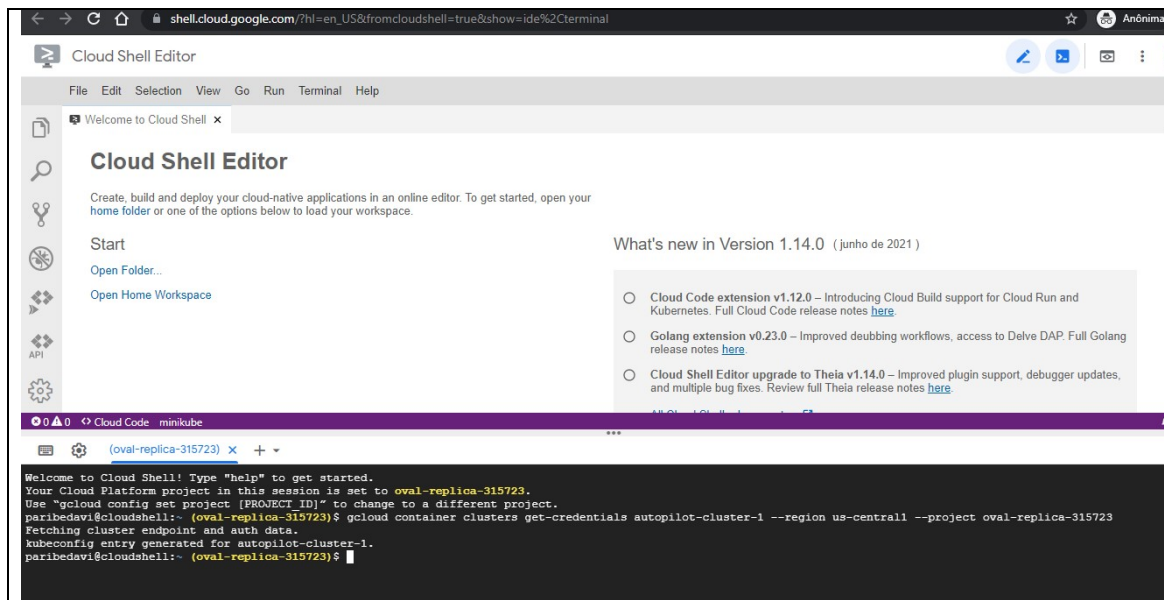 shell.cloud.google.com/?hl=en_US&fromcloudshell=true&show=ide%2Cterminal
Anônima
Cloud Shell Editor
File Edit Selection View Go Run Terminal Help
Welcome to Cloud Shell
Cloud Shell Editor
Create, build and deploy your cloud-native applications in an online editor. To get started, open your
home folder or one of the options below to load your workspace.
Start
Open Folder...
Open Home Workspace
What's new in Version 1.14.0 ( junho de 2021 )
Cloud Code extension v1.12.0 – Introducing Cloud Build support for Cloud Run and
Kubernetes. Full Cloud Code release notes here.
Golang extension v0.23.0 – Improved deubbing workflows, access to Delve DAP. Full Golang
release notes here.
Cloud Shell Editor upgrade to Theia v1.14.0 – Improved plugin support, debugger updates,
and multiple bug fixes. Review full Theia release notes here.
API
0 0 <> Cloud Code minikube
(oval-replica-315723)
Welcome to Cloud Shell! Type "help" to get started.
Your Cloud Platform project in this session is set to oval-replica-315723.
Use "gcloud config set project [PROJECT_ID]" to change to a different project.
paribedavi@cloudshell:~ (oval-replica-315723)$ gcloud container clusters get-credentials autopilot-cluster-1 --region us-central1 --project oval-replica-315723
Fetching cluster endpoint and auth data.
kubeconfig entry generated for autopilot-cluster-1.
paribedavi@cloudshell:~ (oval-replica-315723)$